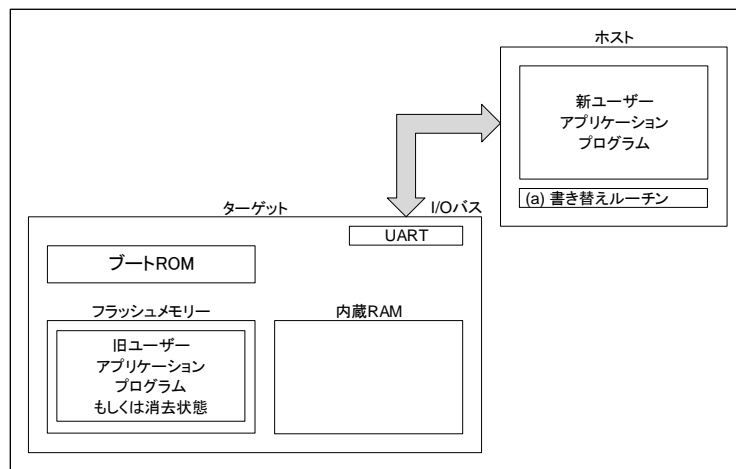 ホスト
新ユーザー
アプリケーション
プログラム
(a) 書き替えルーチン
ターゲット
I/Oバス
UART
ブートROM
フラッシュメモリー
内蔵RAM
旧ユーザー
アプリケーション
プログラム
もしくは消去状態